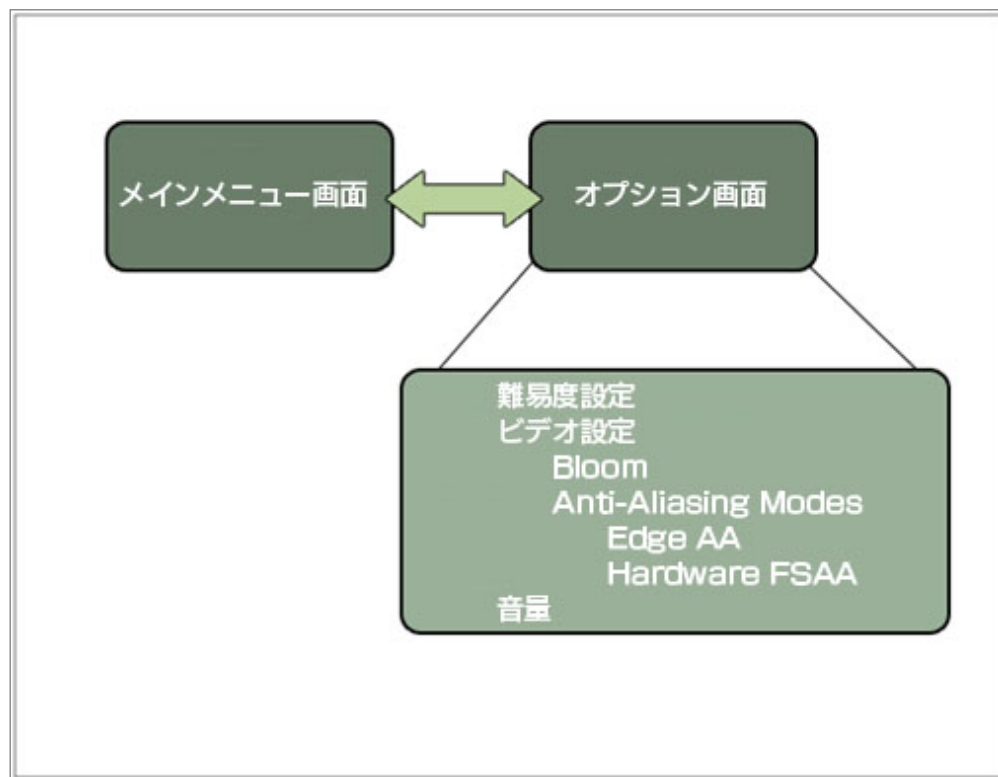 メインメニュー画面
オプション画面
難易度設定
ビデオ設定
Bloom
Anti-Aliasing Modes
Edge AA
Hardware FSAA
音量